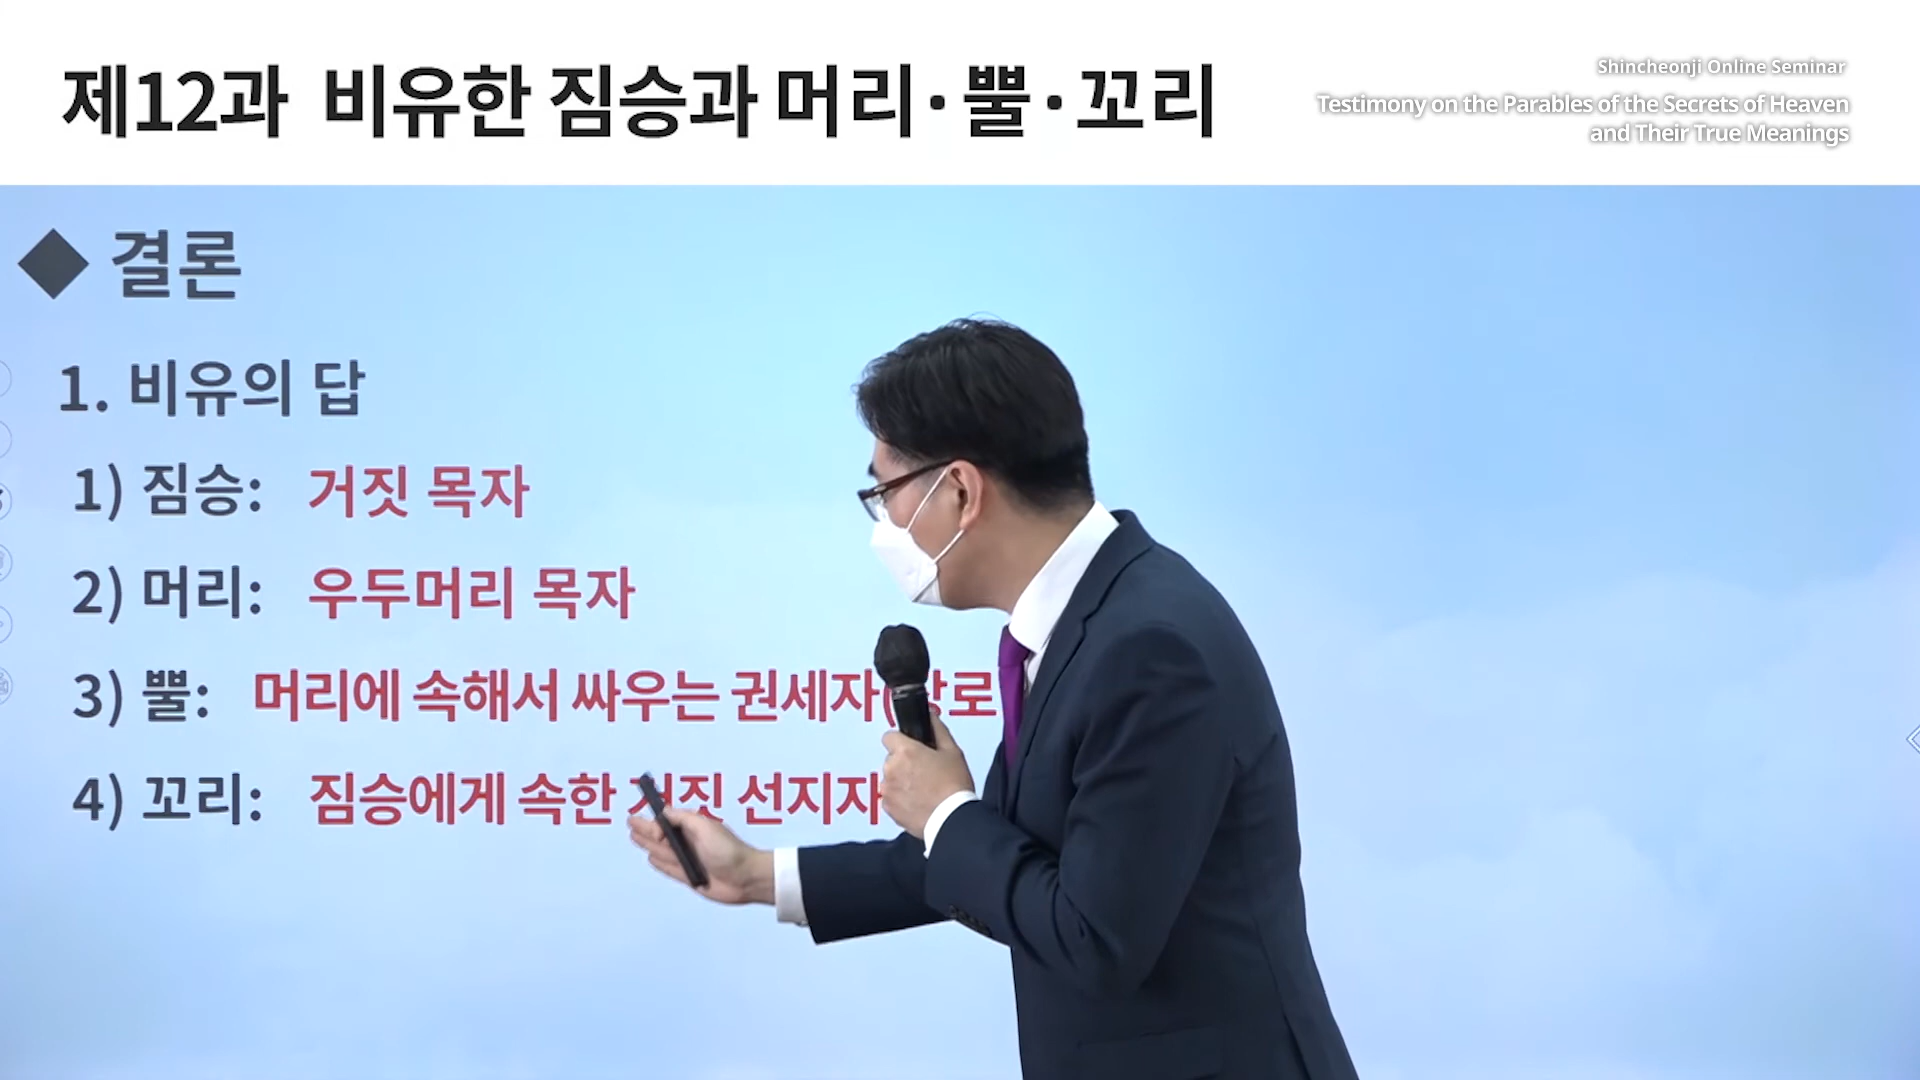 제12과 비유한 짐승과 머리·뿔·꼬리
Shincheonji Online Seminar
Testimony on the Parables of the Secrets of Heaven
and Their True Meanings
◆ 결론
1. 비유의 답
1) 짐승: 거짓 목자
2) 머리: 우두머리 목자
3) 뿔: 머리에 속해서 싸우는 권세자
4) 꼬리: 짐승에게 속한 거짓 선지자